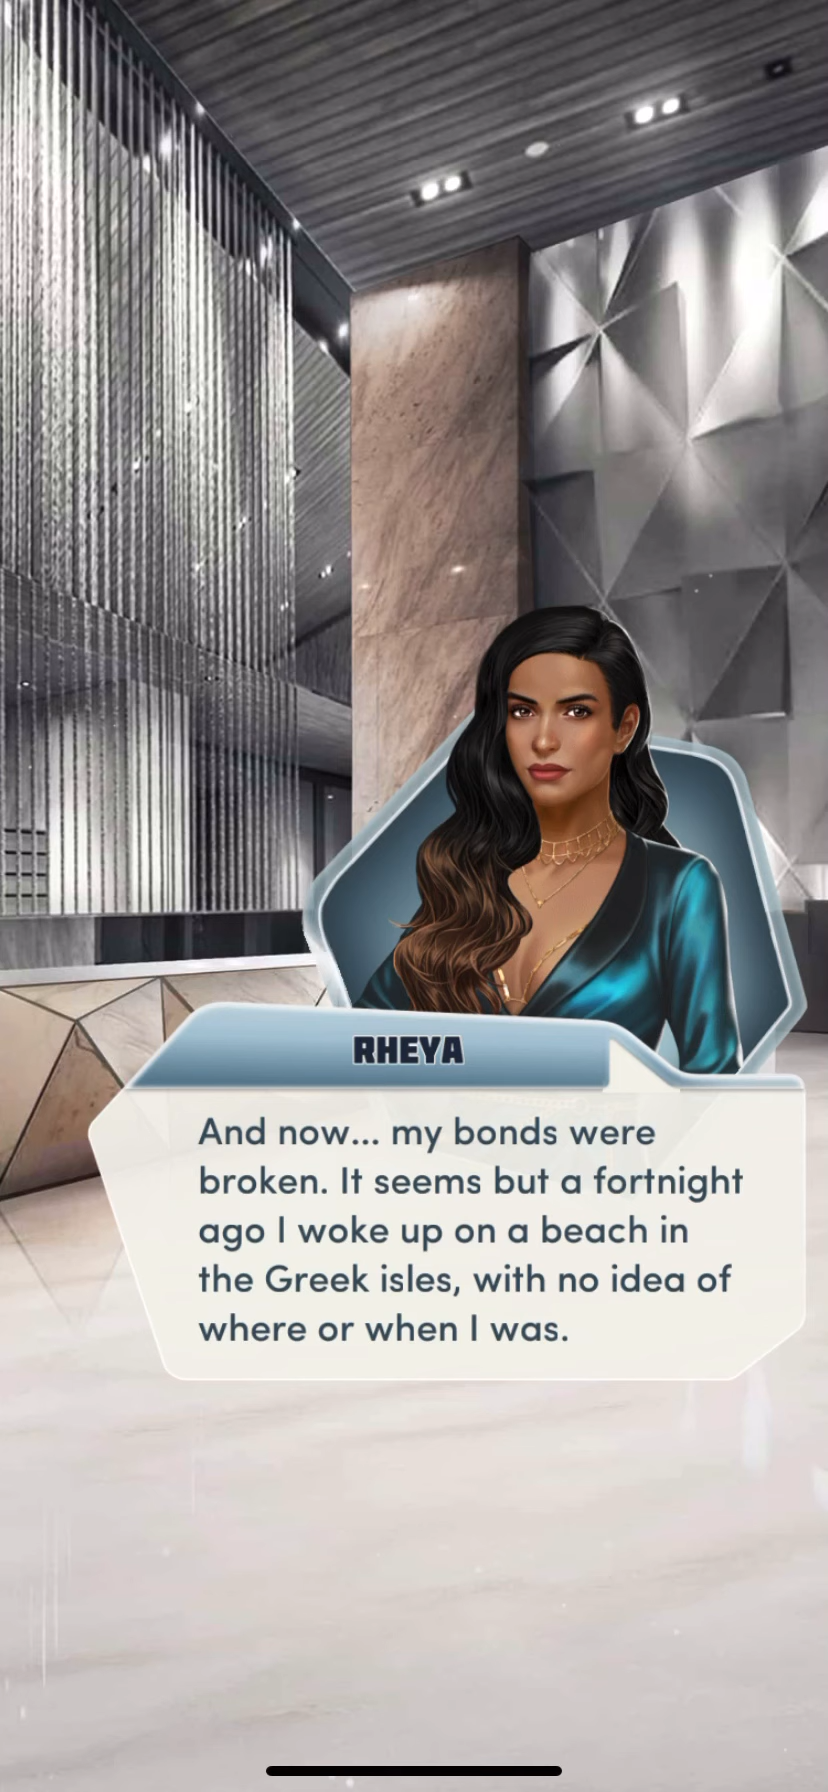 RHEYA
And now... my bonds were
broken. It seems but a fortnight
ago I woke up on a beach in
the Greek isles, with no idea of
where or when I was.